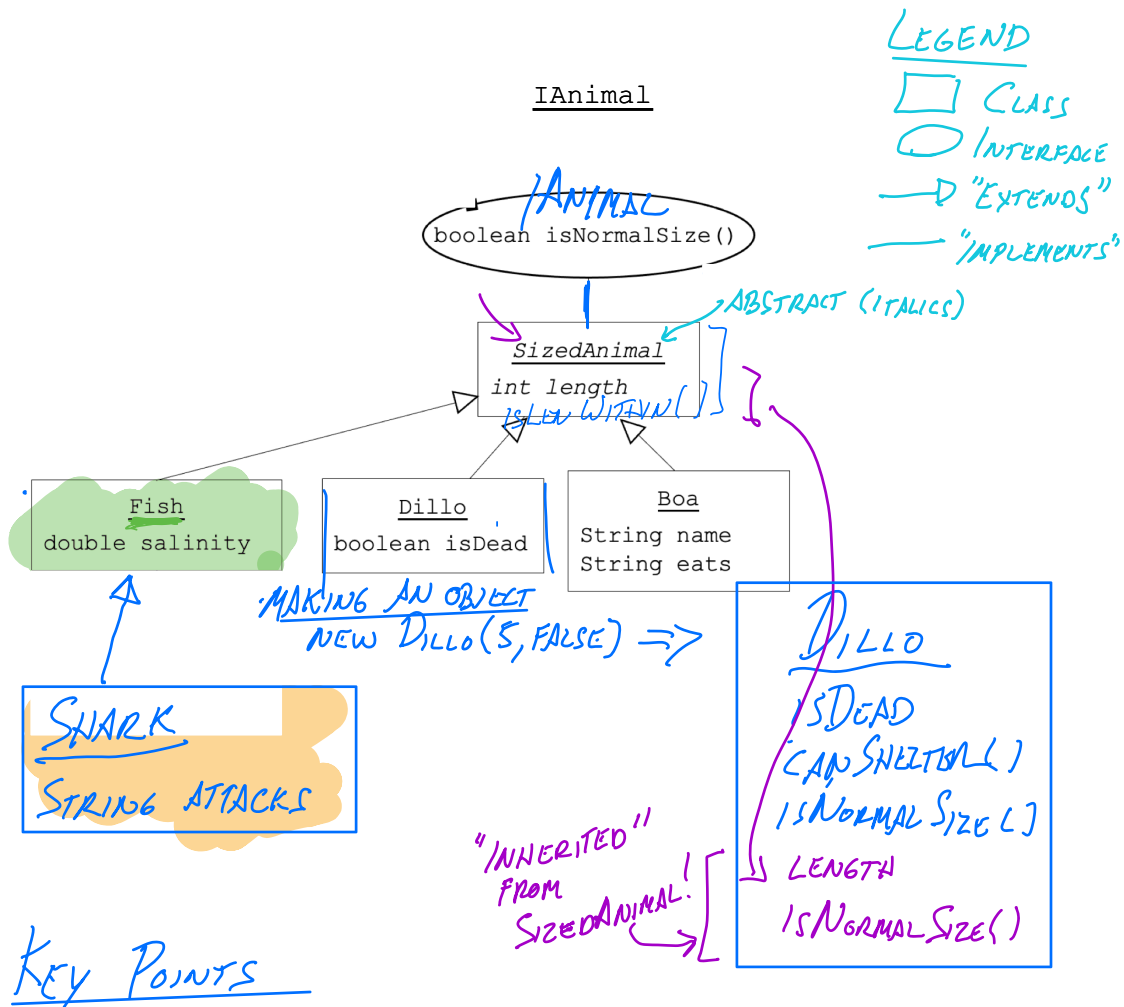 LEGEND
CLASS
INTERFACE
"EXTENDS"
"IMPLEMENTS"
IAnimal
IANIMAL
boolean isNormalSize()
ABSTRACT (ITALICS)
SizedAnimal
int length
ISLENWITHIN()
Fish
double salinity
Dillo
boolean isDead
Boa
String name
String eats
MAKING AN OBJECT
NEW DILLO(5, FALSE) =>
SHARK
STRING ATTACKS
DILLO
ISDEAD
CANSHELTER()
ISNORMALSIZE()
LENGTH
ISNORMALSIZE()
"INHERITED"
FROM
SIZEDANIMAL!
KEY POINTS